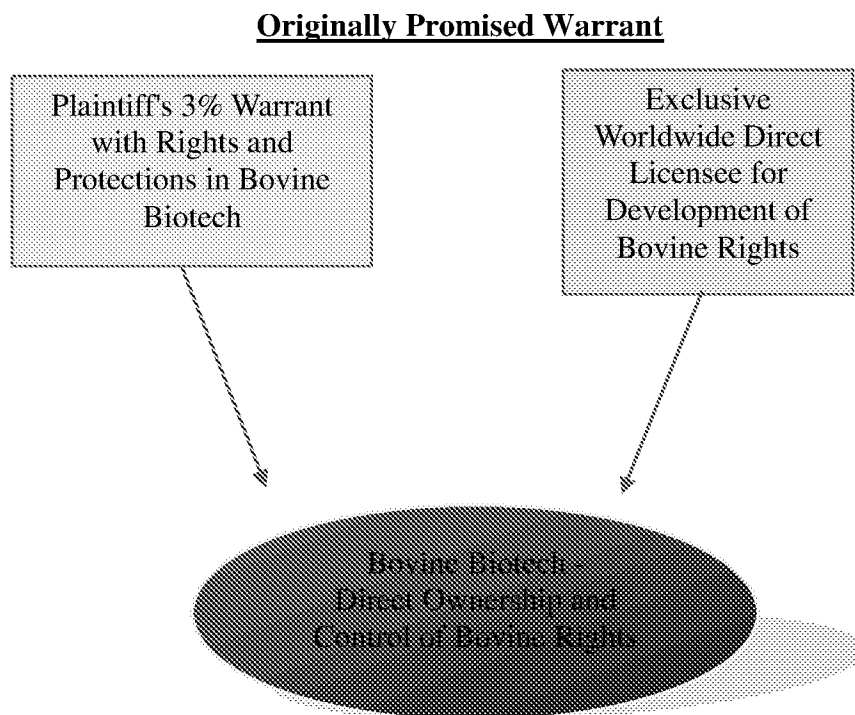 Originally Promised Warrant
Plaintiff's 3% Warrant
with Rights and
Protections in Bovine
Biotech
Exclusive
Worldwide Direct
Licensee for
Development of
Bovine Rights
Bovine Biotech -
Direct Ownership and
Control of Bovine Rights